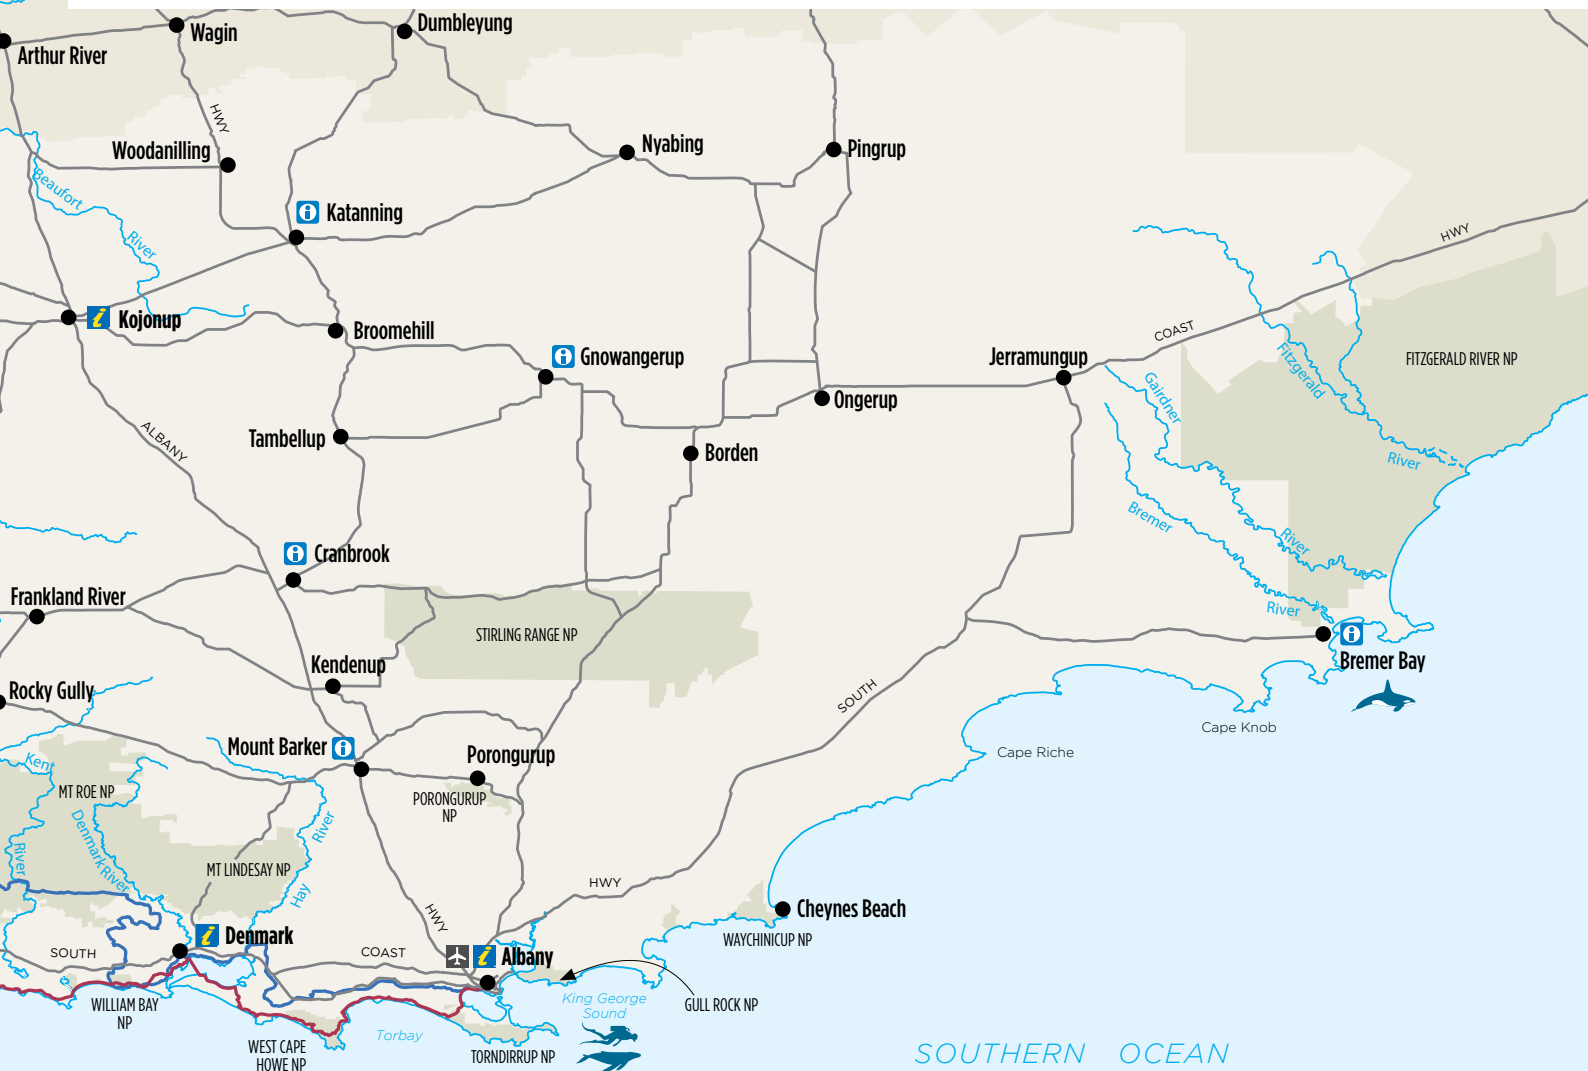 Dumbleyung
Wagin
Arthur River
HWY
Nyabing
Pingrup
Woodanilling
Beaufort
River
Katanning
HWY
Kojonup
Broomehill
COAST
Gnowangerup
Jerramungup
FITZGERALD RIVER NP
Fitzgerald
River
Gairdner
River
Ongerup
ALBANY
Tambellup
Borden
Bremer
River
Cranbrook
Frankland River
STIRLING RANGE NP
Kendenup
Bremer Bay
Rocky Gully
SOUTH
Cape Knob
Mount Barker
Porongurup
Cape Riche
Kent
River
MT ROE NP
PORONGURUP
NP
Denmark River
River
Hay
MT LINDESAY NP
HWY
HWY
Cheynes Beach
WAYCHINICUP NP
Denmark
SOUTH
COAST
i
i
i
Albany
King George
Sound
GULL ROCK NP
WILLIAM BAY
NP
Torbay
WEST CAPE
HOWE NP
TORNDIRRUP NP
SOUTHERN OCEAN